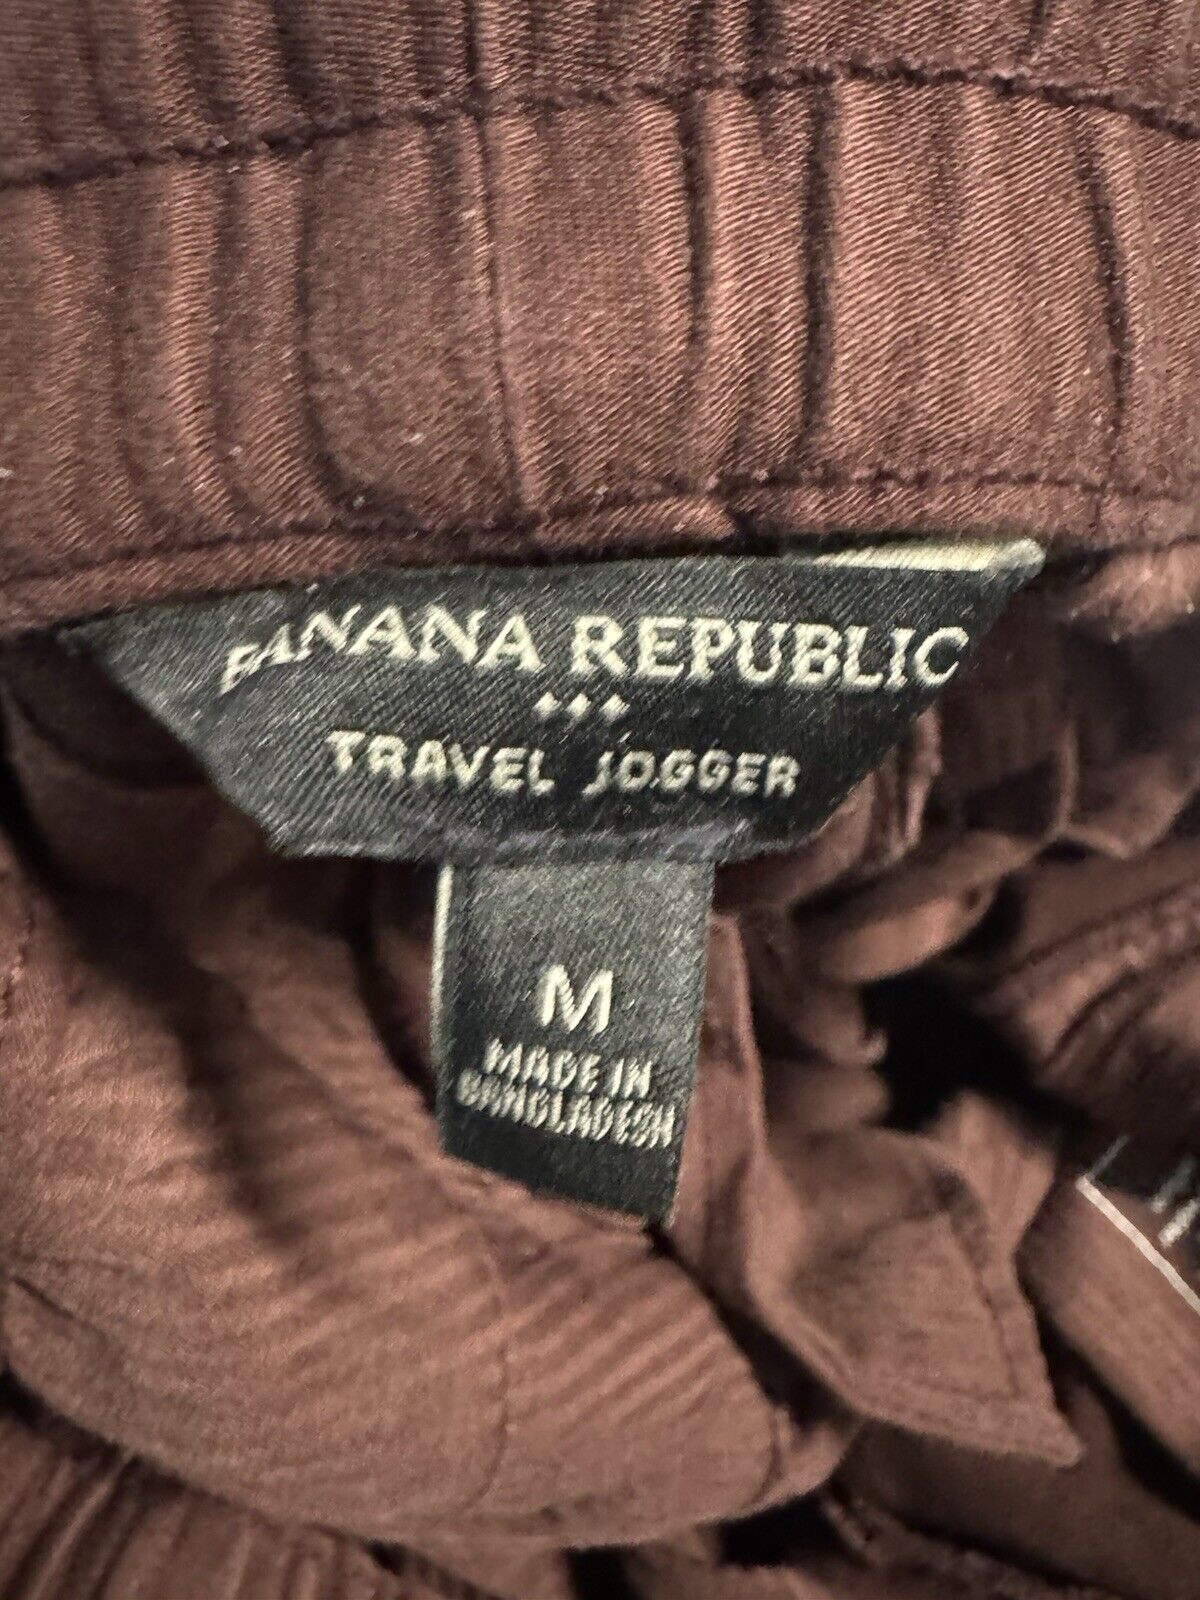 BANANA REPUBLIC
TRAVEL JOGGER
M
MADE IN
BANGLADESH